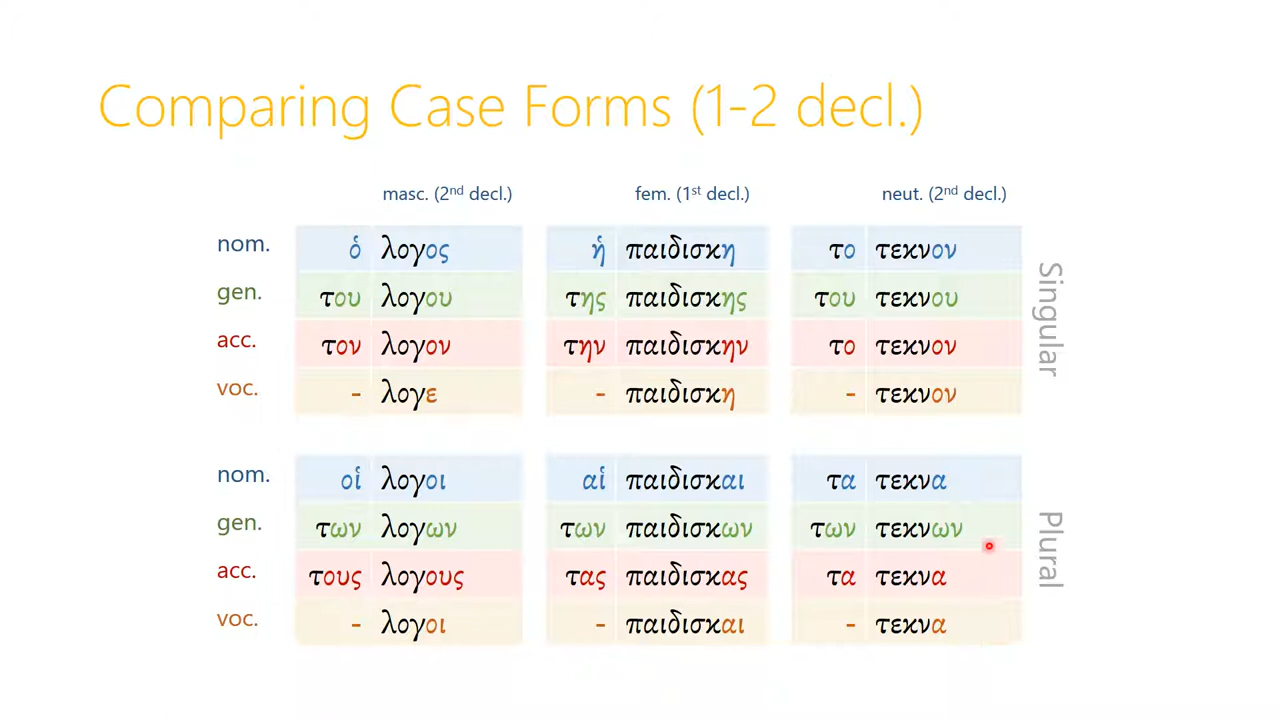 Comparing Case Forms (1-2 decl.)
masc. (2nd decl.) fem. (1st decl.) neut. (2nd decl.)
nom. ὁ λογος ἡ παιδισκη το τεκνον
gen. του λογου της παιδισκης του τεκνου
acc. τον λογον την παιδισκην το τεκνον
voc. - λογε - παιδισκη - τεκνον
Singular
nom. οἱ λογοι αἱ παιδισκαι τα τεκνα
gen. των λογων των παιδισκων των τεκνων
acc. τους λογους τας παιδισκας τα τεκνα
voc. - λογοι - παιδισκαι - τεκνα
Plural